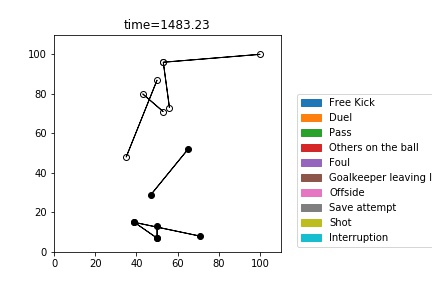 time=1483.23
100
80
60
40
20
0
0
20
40
60
80
100
Free Kick
Duel
Pass
Others on the ball
Foul
Goalkeeper leaving l
Offside
Save attempt
Shot
Interruption